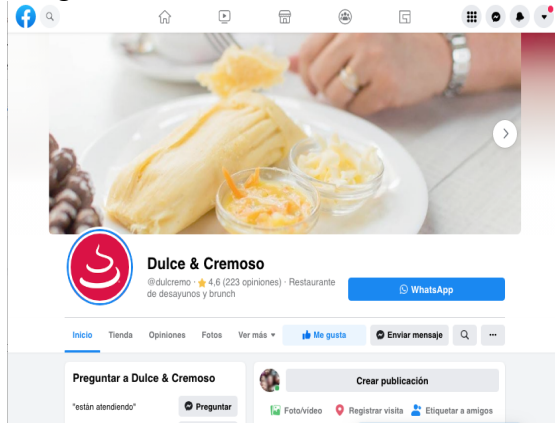 Dulce & Cremoso
@dulcremo · 4,6 (223 opiniones) · Restaurante
de desayunos y brunch
WhatsApp
Inicio Tienda Opiniones Fotos Ver más Me gusta Enviar mensaje
Preguntar a Dulce & Cremoso
"están atendiendo" Preguntar
Crear publicación
Foto/video Registrar visita Etiquetar a amigos